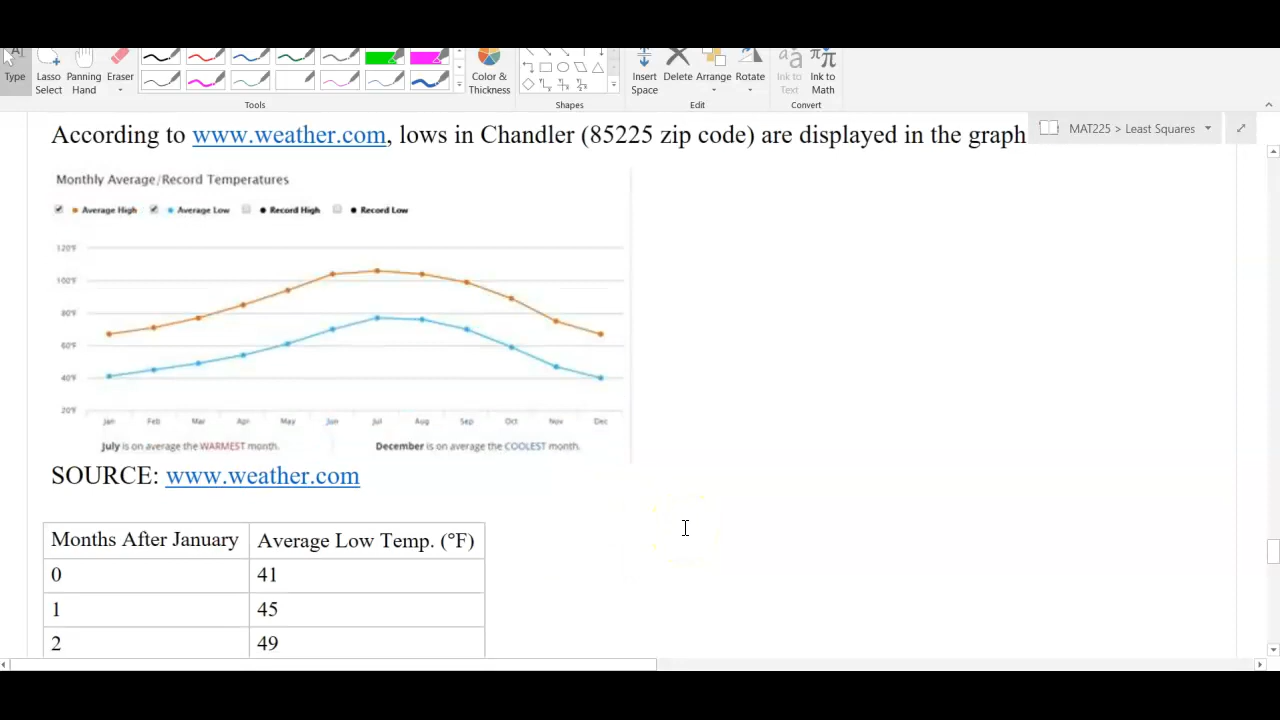 Type
Lasso Select
Panning Hand
Eraser
Color & Thickness
Insert Space
Delete
Arrange
Rotate
Ink to Text
Ink to Math
Tools
Shapes
Edit
Convert
According to www.weather.com, lows in Chandler (85225 zip code) are displayed in the graph
MAT225 > Least Squares
Monthly Average/Record Temperatures
Average High Average Low Record High Record Low
120°F
100°F
80°F
60°F
40°F
20°F
Jan Feb Mar Apr May Jun Jul Aug Sep Oct Nov Dec
July is on average the WARMEST month. December is on average the COOLEST month.
SOURCE: www.weather.com
Months After January Average Low Temp. (°F)
0 41
1 45
2 49